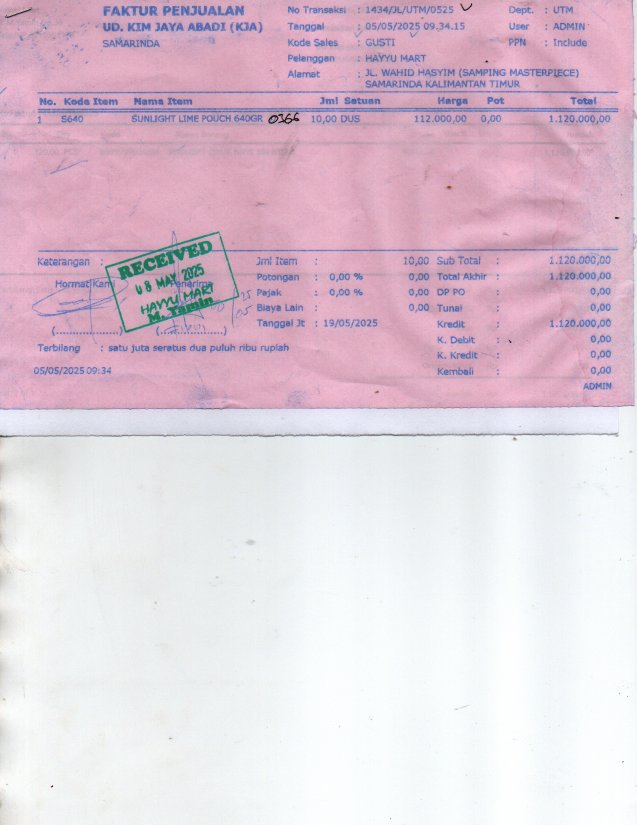 FAKTUR PENJUALAN
UD. KIM JAYA ABADI (KJA)
SAMARINDA
No Transaksi : 1434/JL/UTM/0525
Tanggal : 05/05/2025 09.34.15
Kode Sales : GUSTI
Pelanggan : HAYYU MART
Alamat : JL. WAHID HASYIM (SAMPING MASTERPIECE)
SAMARINDA KALIMANTAN TIMUR
Dept. : UTM
User : ADMIN
PPN : Include
No. Kode Item Nama Item Jml Satuan Harga Pot Total
1 S640 SUNLIGHT LIME POUCH 640GR 0366 10,00 DUS 112.000,00 0,00 1.120.000,00
Keterangan :
Hormat Kami Penerima
(....................) (....................)
RECEIVED
08 MAY 2025
HAYYU MART
M. Yamin
Jml Item : 10,00
Potongan : 0,00 % 0,00
Pajak : 0,00 % 0,00
Biaya Lain : 0,00
Tanggal Jt : 19/05/2025
Sub Total : 1.120.000,00
Total Akhir : 1.120.000,00
DP PO : 0,00
Tunai : 0,00
Kredit : 1.120.000,00
K. Debit : 0,00
K. Kredit : 0,00
Kembali : 0,00
Terbilang : satu juta seratus dua puluh ribu rupiah
05/05/2025 09:34
ADMIN